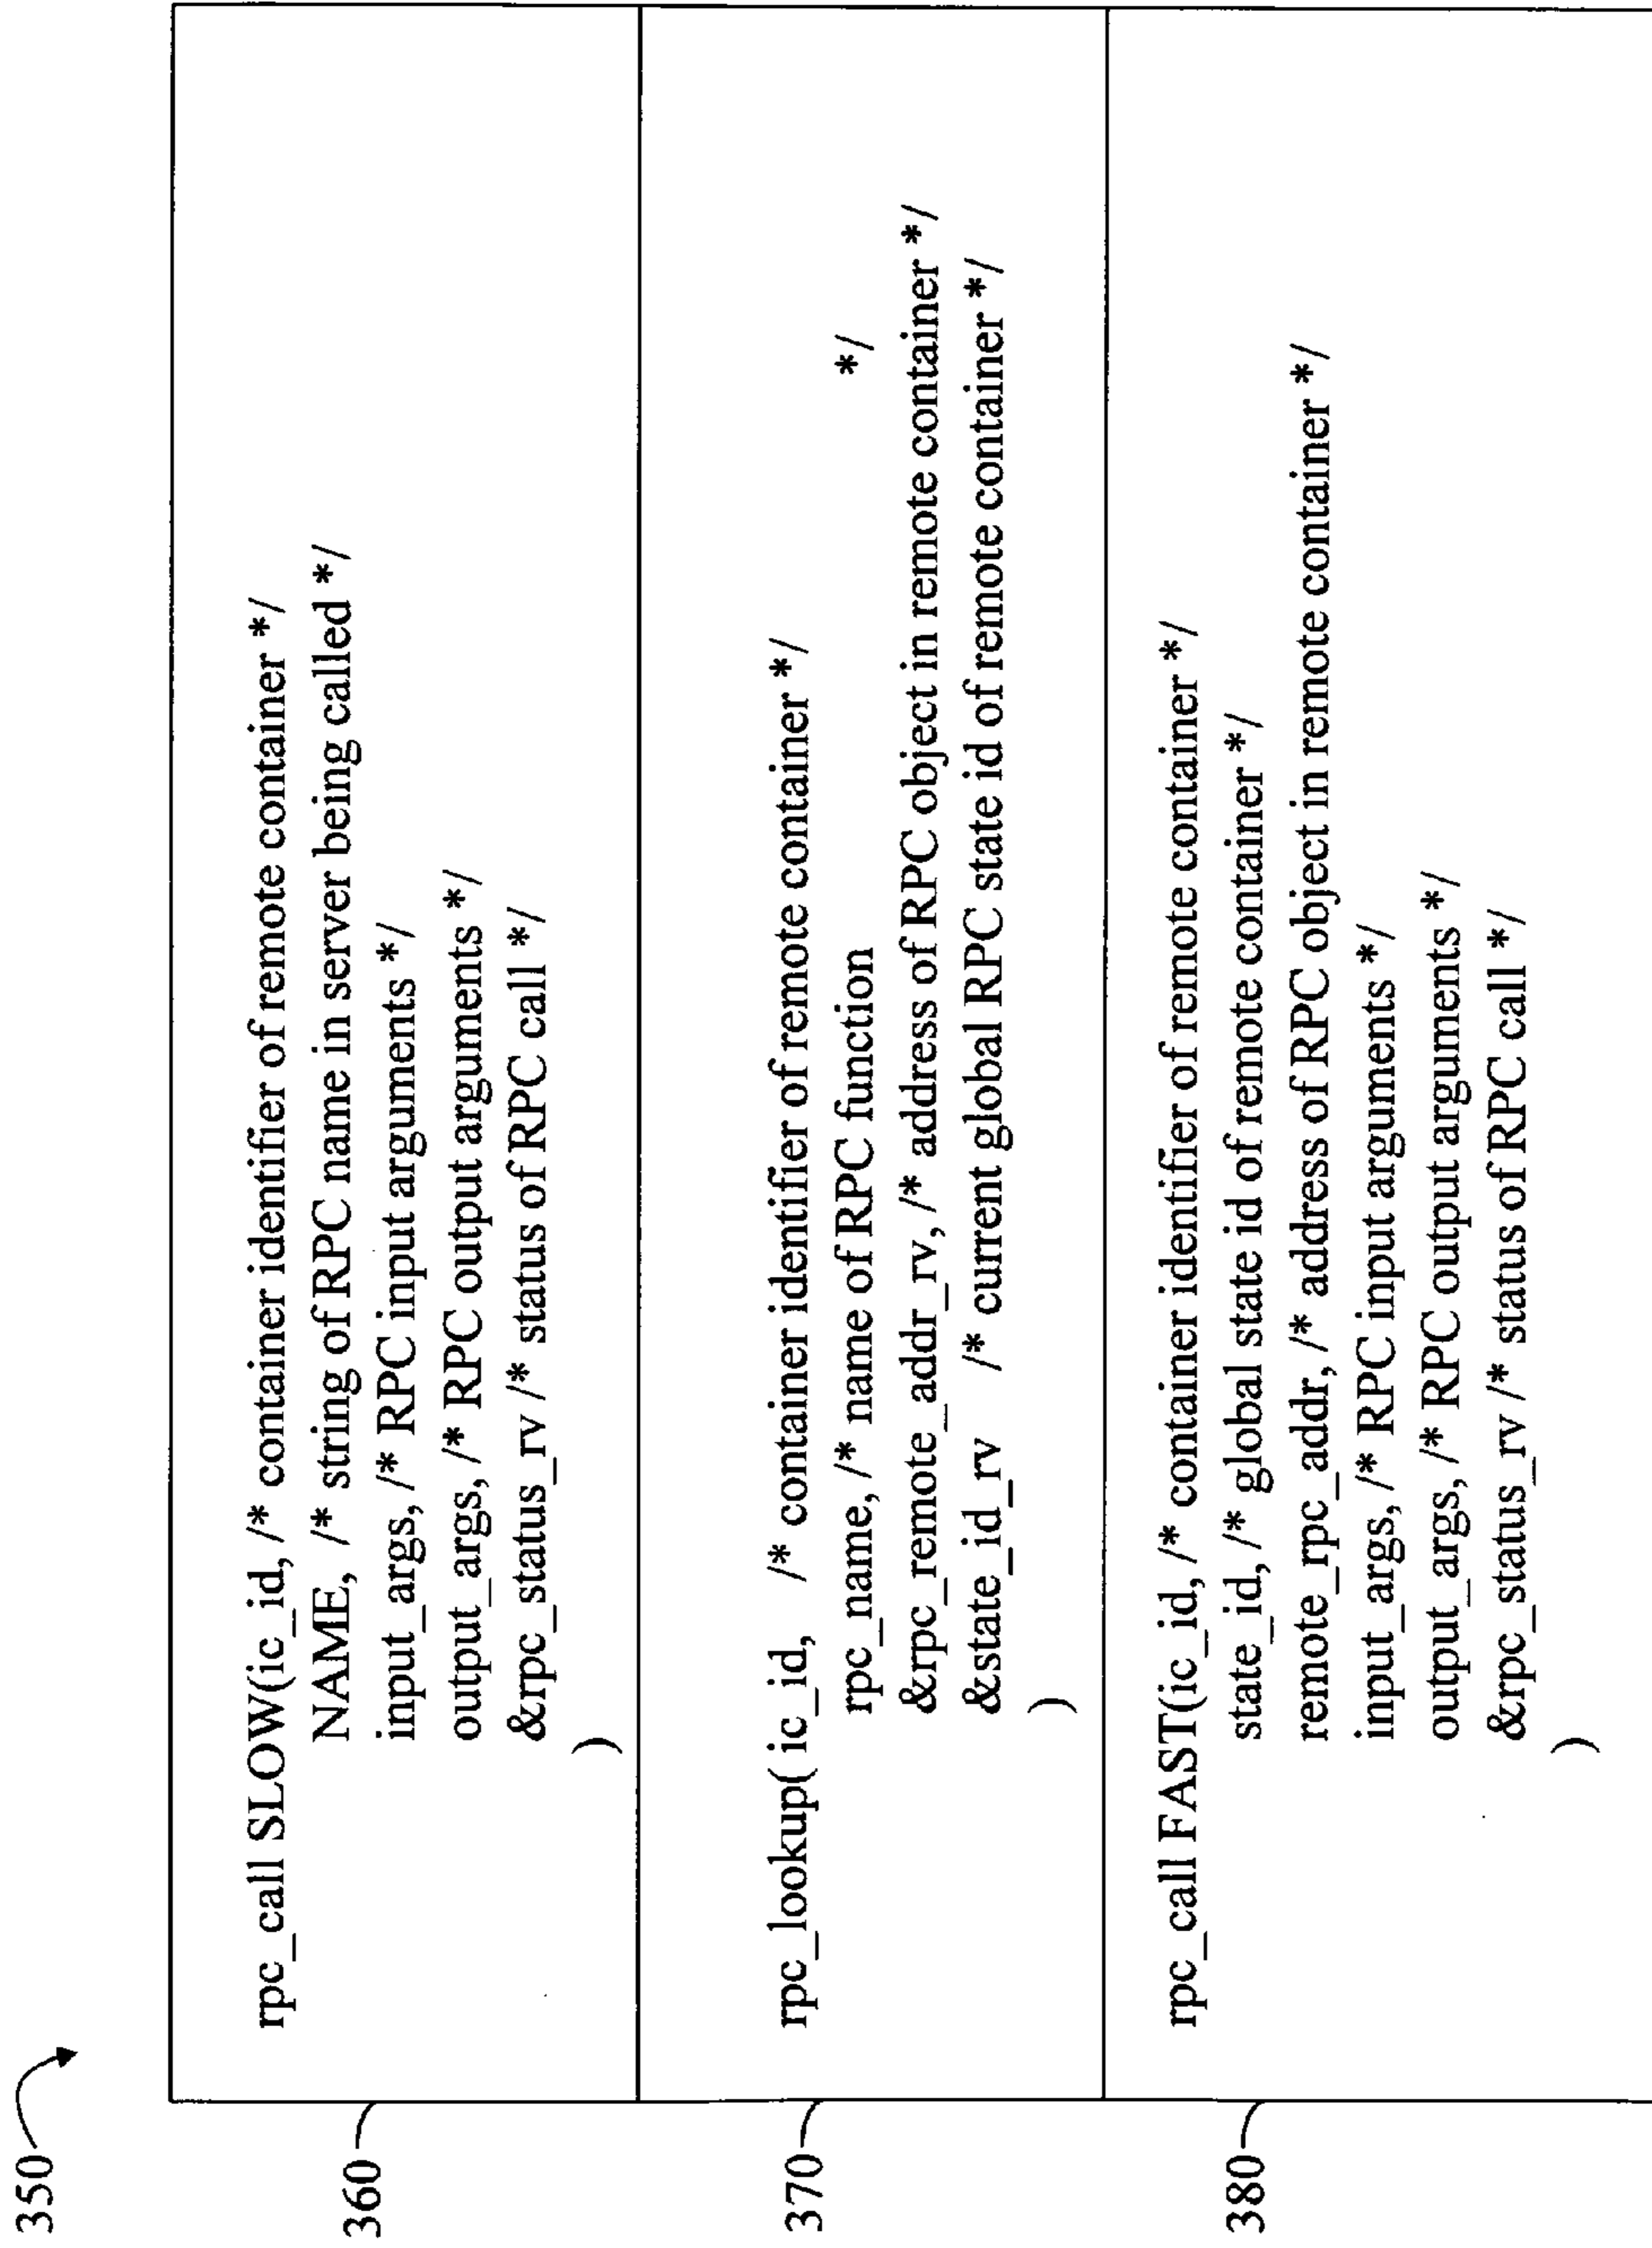 350
360
rpc_call SLOW(ic_id, /* container identifier of remote container */
NAME, /* string of RPC name in server being called */
input_args, /* RPC input arguments */
output_args, /* RPC output arguments */
&rpc_status_rv /* status of RPC call */
)
370
rpc_lookup( ic_id, /* container identifier of remote container */
rpc_name, /* name of RPC function */
&rpc_remote_addr_rv, /* address of RPC object in remote container */
&state_id_rv /* current global RPC state id of remote container */
)
380
rpc_call FAST(ic_id, /* container identifier of remote container */
state_id, /* global state id of remote container */
remote_rpc_addr, /* address of RPC object in remote container */
input_args, /* RPC input arguments */
output_args, /* RPC output arguments */
&rpc_status_rv /* status of RPC call */
)